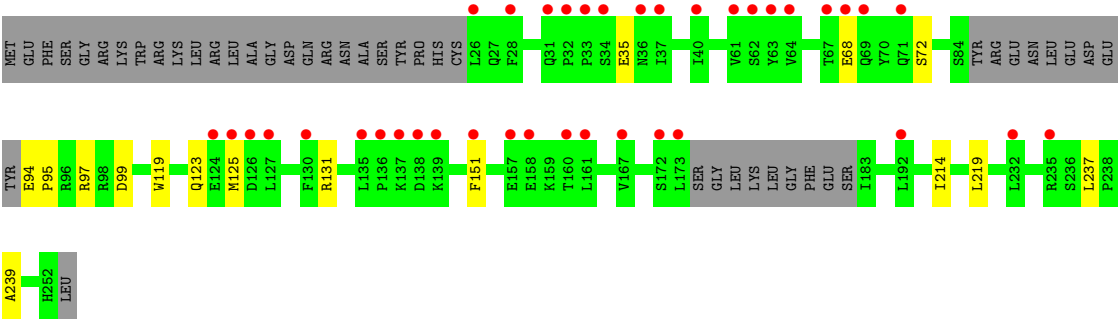 MET GLU PHE SER GLY ARG LYS TRP ARG LYS LEU ARG LEU ALA GLY ASP GLN ARG ASN ALA SER TYR PRO HIS CYS L26 Q27 F28 Q31 P32 P33 S34 E35 N36 I37 I40 V61 S62 Y63 V64 T67 E68 Q69 Y70 Q71 S72 S84 TYR ARG GLU ASN LEU GLU ASP GLU
TYR E94 P95 R96 R97 R98 D99 W119 Q123 E124 M125 D126 L127 F130 R131 L135 P136 K137 D138 K139 F151 E157 E158 K159 T160 L161 V167 S172 L173 SER GLY LEU LYS LEU GLY PHE GLU SER I183 L192 I214 L219 L232 R235 S236 L237 P238
A239 H252 LEU